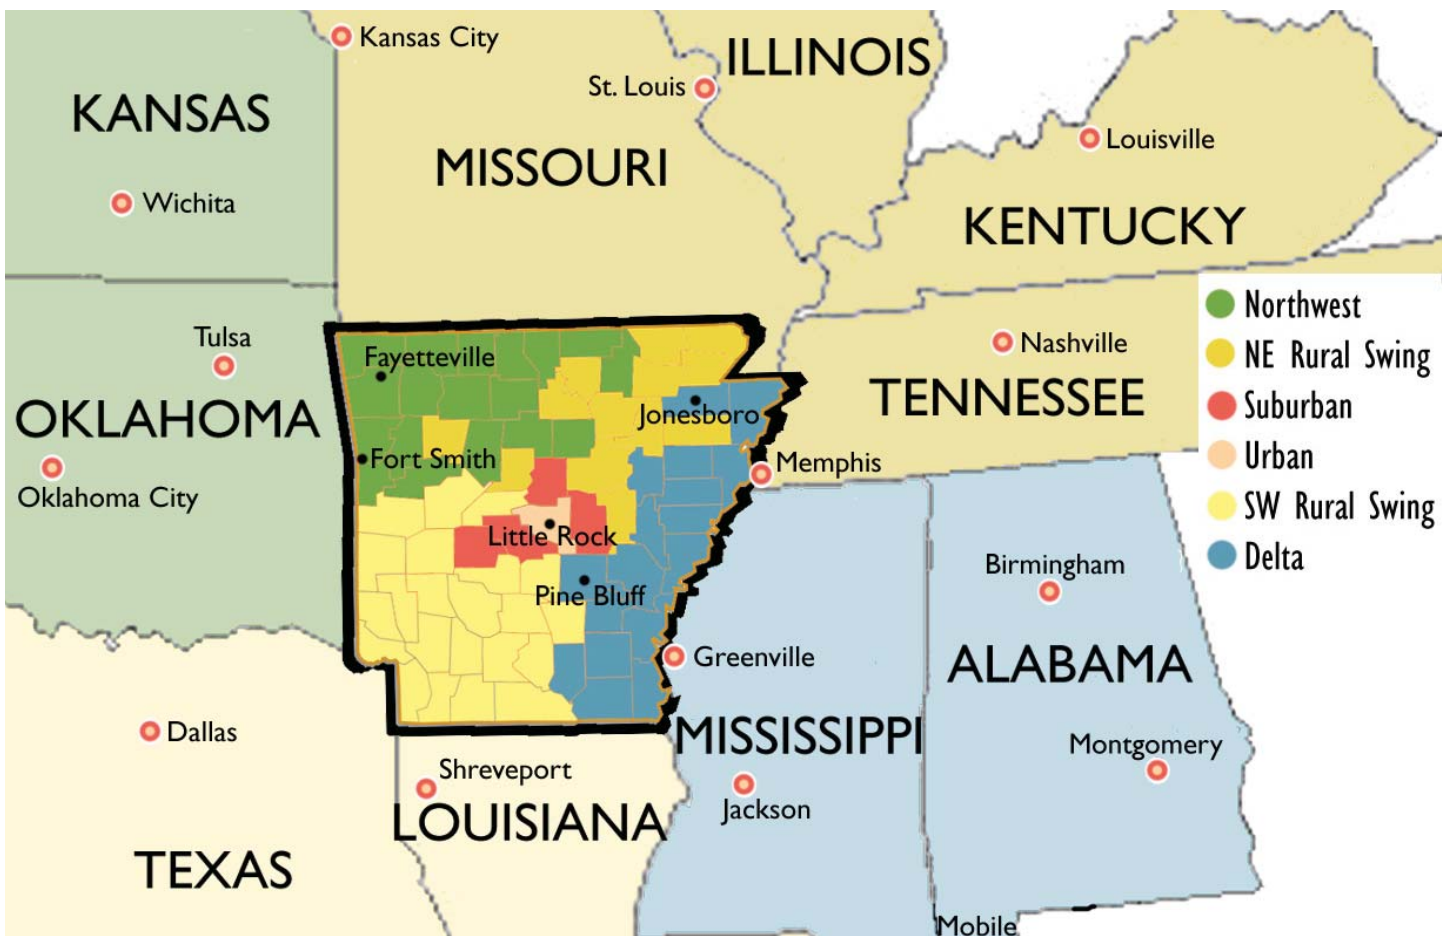 Kansas City
ILLINOIS
St. Louis
KANSAS
Louisville
MISSOURI
Wichita
KENTUCKY
Northwest
NE Rural Swing
Suburban
Urban
SW Rural Swing
Delta
Tulsa
Fayetteville
Nashville
OKLAHOMA
Jonesboro
TENNESSEE
Fort Smith
Memphis
Oklahoma City
Little Rock
Birmingham
Pine Bluff
Greenville
ALABAMA
Dallas
MISSISSIPPI
Montgomery
Shreveport
LOUISIANA
Jackson
TEXAS
Mobile